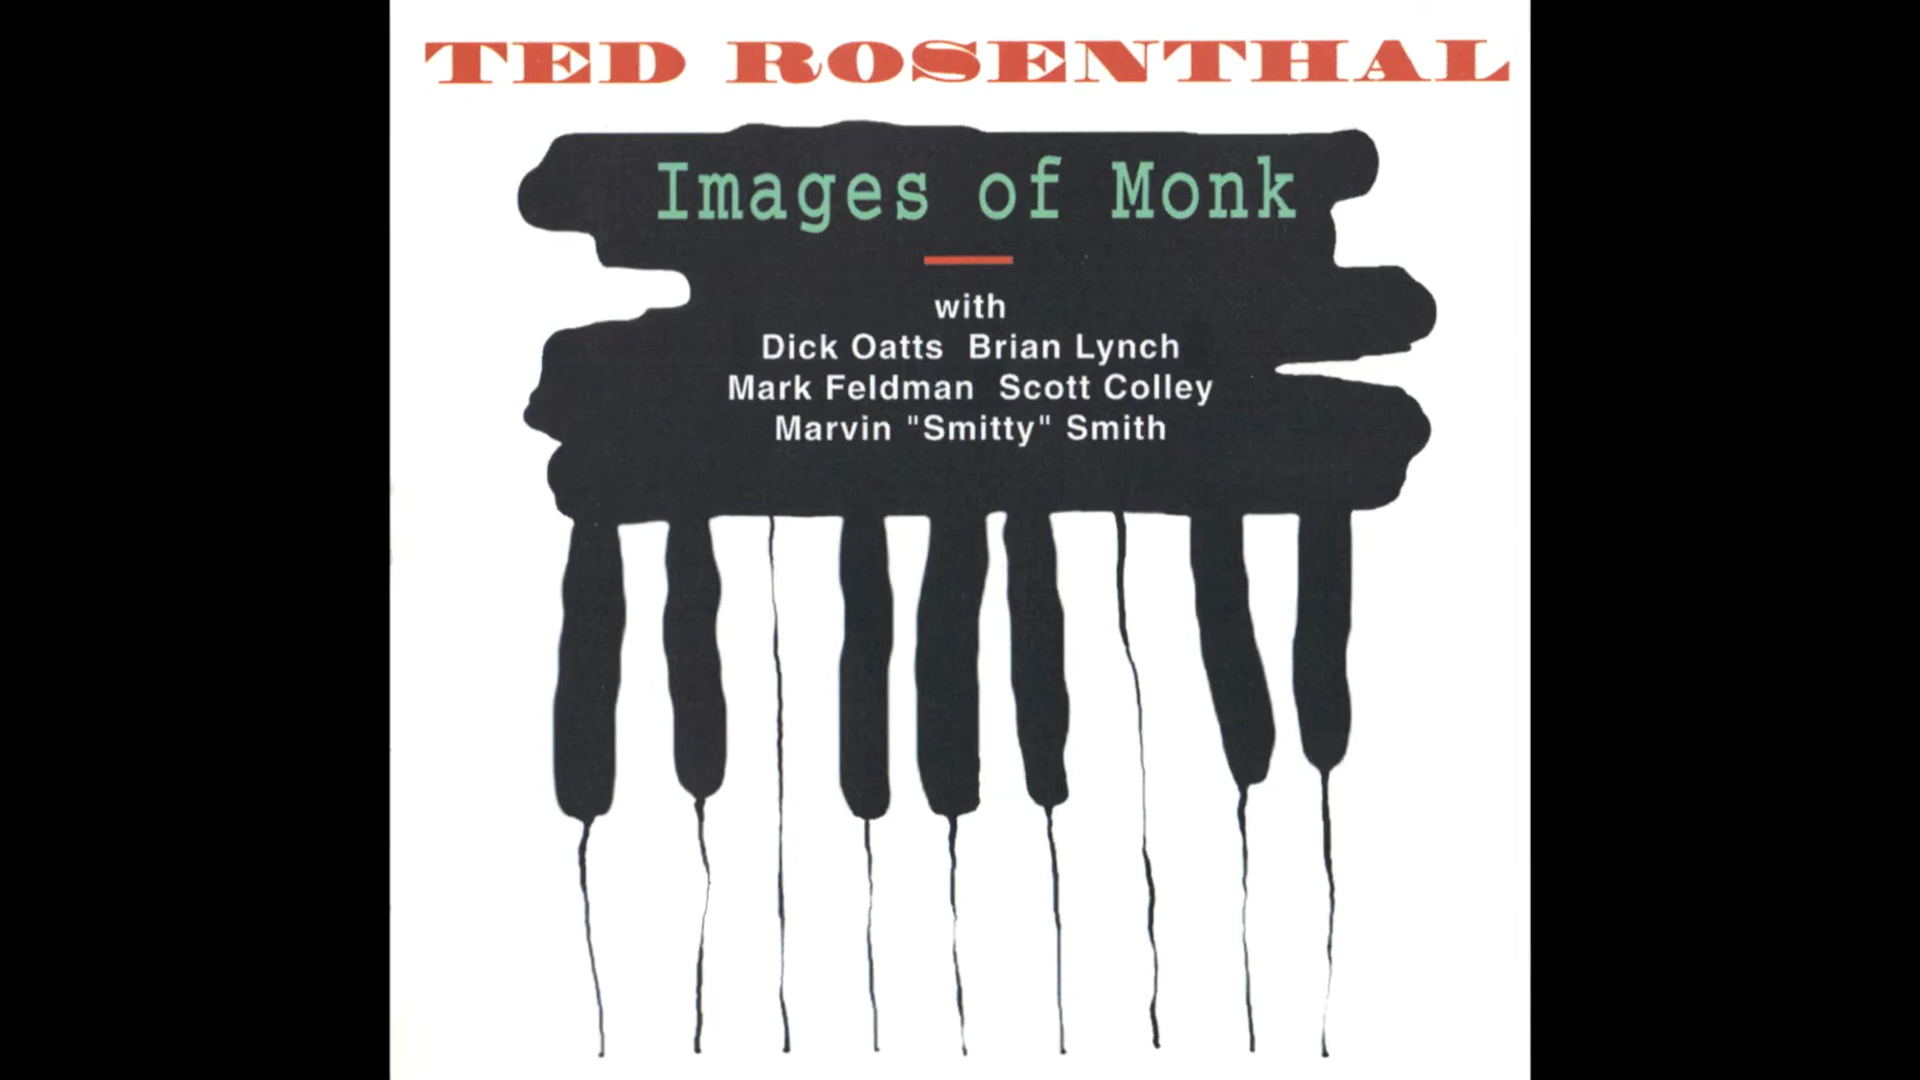 TED ROSENTHAL
Images of Monk
with
Dick Oatts Brian Lynch
Mark Feldman Scott Colley
Marvin "Smitty" Smith